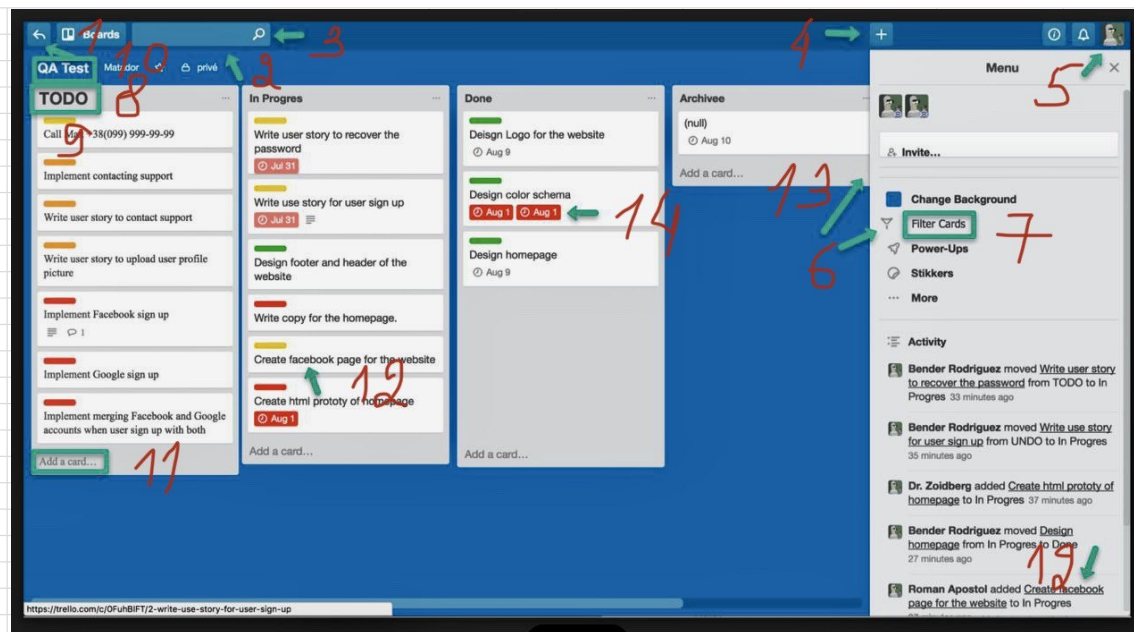 Boards
3
4
1
10
2
5
QA Test
Matador
privé
Menu
TODO
8
In Progres
Done
Archivee
9
Call Max +38(099) 999-99-99
Implement contacting support
Write user story to contact support
Write user story to upload user profile
picture
Implement Facebook sign up
1
Implement Google sign up
Implement merging Facebook and Google
accounts when user sign up with both
Add a card...
11
Write user story to recover the
password
Jul 31
Write use story for user sign up
Jul 31
Design footer and header of the
website
Write copy for the homepage.
Create facebook page for the website
12
Create html prototy of homepage
Aug 1
Add a card...
Deisgn Logo for the website
Aug 9
Design color schema
Aug 1 Aug 1
14
Design homepage
Aug 9
Add a card...
(null)
Aug 10
Add a card...
13
Invite...
Change Background
Filter Cards
7
6
Power-Ups
Stikkers
More
Activity
Bender Rodriguez moved Write user story
to recover the password from TODO to In
Progres 33 minutes ago
Bender Rodriguez moved Write use story
for user sign up from UNDO to In Progres
35 minutes ago
Dr. Zoidberg added Create html prototy of
homepage to In Progres 37 minutes ago
Bender Rodriguez moved Design
homepage from In Progres to Done
27 minutes ago
12
Roman Apostol added Create facebook
page for the website to In Progres
https://trello.com/c/0FuhBIFT/2-write-use-story-for-user-sign-up